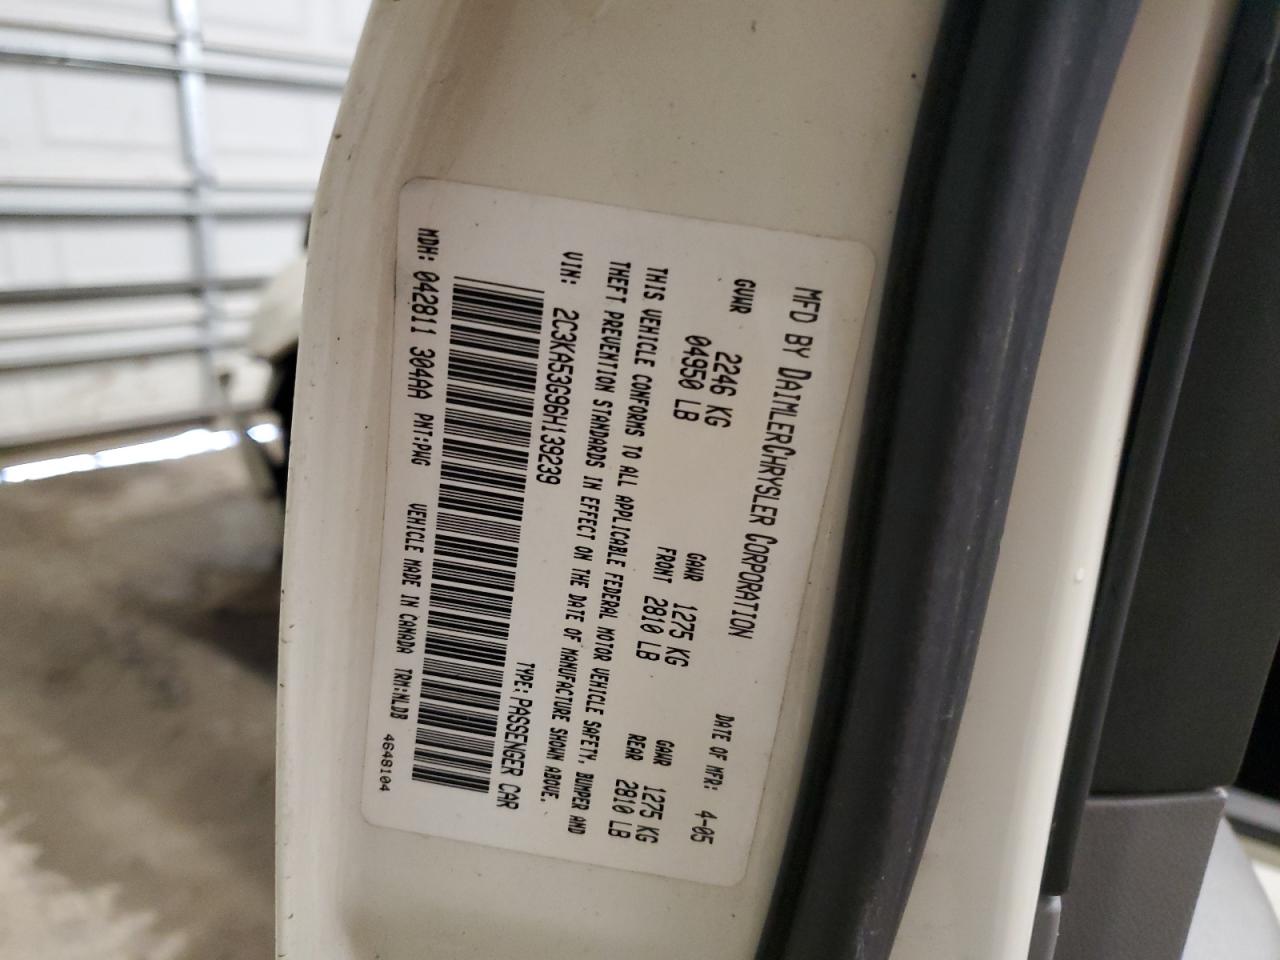 MFD BY DAIMLERCHRYSLER CORPORATION DATE OF MFR: 4-05
GVWR 2246 KG GAWR 1275 KG GAWR 1275 KG
04950 LB FRONT 2810 LB REAR 2810 LB
THIS VEHICLE CONFORMS TO ALL APPLICABLE FEDERAL MOTOR VEHICLE SAFETY, BUMPER AND
THEFT PREVENTION STANDARDS IN EFFECT ON THE DATE OF MANUFACTURE SHOWN ABOVE.
VIN: 2C3KA53G96H139239 TYPE: PASSENGER CAR
MDH: 042811 304AA PNT:PWG VEHICLE MADE IN CANADA TRM:NLDB 4648104